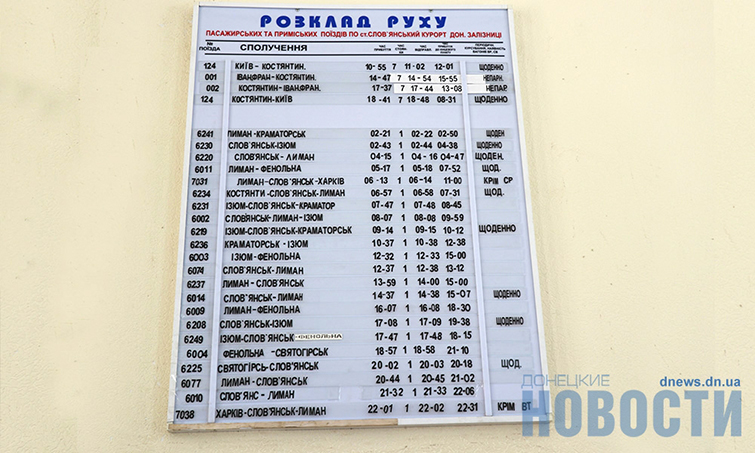 РОЗКЛАД РУХУ
ПАСАЖИРСЬКИХ ТА ПРИМІСЬКИХ ПОЇЗДІВ ПО ст.СЛОВ'ЯНСЬКИЙ КУРОРТ ДОН. ЗАЛІЗНИЦІ
№ ПОЇЗДА СПОЛУЧЕННЯ ЧАС ПРИБУТТЯ ЧАС ВІДПРАВЛ. ЧАС ПРИБУТТЯ
124 КИЇВ-КОСТЯНТИН. 10-55 7 11-02 12-01 ЩОДЕННО
001 ІВАН.ФРАН-КОСТЯНТИН. 14-47 7 14-54 15-55 НЕПАРН.
002 КОСТЯНТИН-ІВАН.ФРАН. 17-37 7 17-44 13-08 НЕПАР.
124 КОСТЯНТИН-КИЇВ 18-41 7 18-48 08-31 ЩОДЕННО
6241 ЛИМАН-КРАМАТОРСЬК 02-21 1 02-22 02-50 ЩОДЕН
6230 СЛОВ'ЯНСЬК-ІЗЮМ 02-43 1 02-44 04-38 ЩОДЕННО
6220 СЛОВ'ЯНСЬК-ЛИМАН 04-15 1 04-16 04-47 ЩОДЕН.
6011 ЛИМАН-ФЕНОЛЬНА 05-17 1 05-18 07-52 ЩОД.
7031 ЛИМАН-СЛОВ'ЯНСЬК-ХАРКІВ 06-13 1 06-14 11-00 КРІМ СР
6234 КОСТЯНТИ-СЛОВ'ЯНСЬК-ЛИМАН 06-57 1 06-58 07-31 ЩОД.
6231 ІЗЮМ-СЛОВ'ЯНСЬК-КРАМАТОР 07-47 1 07-48 08-45
6002 СЛОВ'ЯНСЬК-ЛИМАН-ІЗЮМ 08-07 1 08-08 09-59
6219 ІЗЮМ-СЛОВ'ЯНСЬК-КРАМАТОРСЬК 09-14 1 09-15 10-12 ЩОДЕННО
6236 КРАМАТОРСЬК-ІЗЮМ 10-37 1 10-38 12-38
6003 ІЗЮМ-ФЕНОЛЬНА 12-32 1 12-33 15-00
6074 СЛОВ'ЯНСЬК-ЛИМАН 12-37 1 12-38 13-12
6237 СЛОВ'ЯНСЬК-ЛИМАН 13-59 1 14-00 15-00
6014 СЛОВ'ЯНСЬК-ЛИМАН 14-37 1 14-38 15-07 ЩОДЕННО
6009 ЛИМАН-ФЕНОЛЬНА 16-07 1 16-08 18-30
6208 СЛОВ'ЯНСЬК-ІЗЮМ 17-08 1 17-09 19-38 ЩОДЕННО
6249 ІЗЮМ-СЛОВ'ЯНСЬК-ФЕНОЛЬНА 17-47 1 17-48 18-15
6004 ФЕНОЛЬНА-СВЯТОГІРСЬК 18-57 1 18-58 21-10
6225 СВЯТОГІРСЬ-СЛОВ'ЯНСЬК 20-02 1 20-03 20-18 ЩОД.
6077 ЛИМАН-СЛОВ'ЯНСЬК 20-44 1 20-45 21-02
6010 СЛОВ'ЯНС-ЛИМАН 21-32 1 21-33 22-06
7038 ХАРКІВ-СЛОВ'ЯНСЬК-ЛИМАН 22-01 1 22-02 22-31 КРІМ ВТ
ДОНЕЦКИЕ dnews.dn.ua
НОВОСТИ